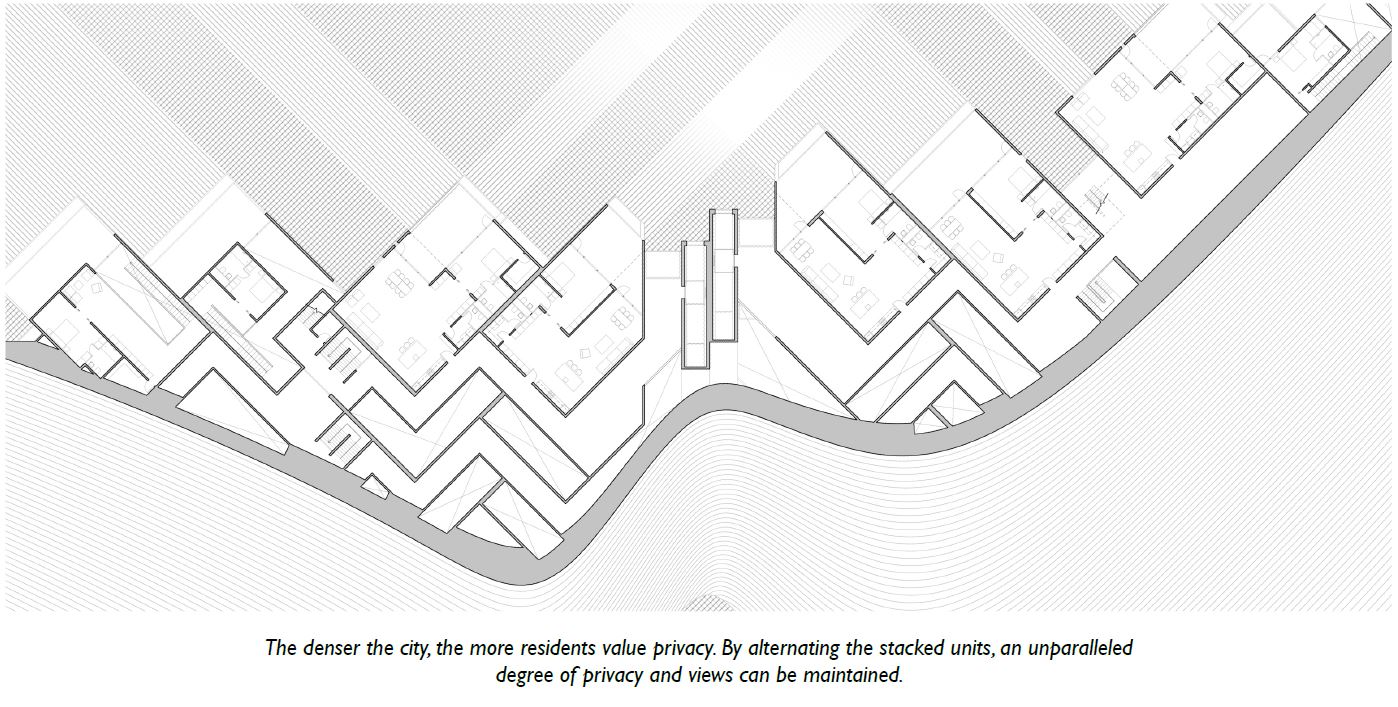 The denser the city, the more residents value privacy. By alternating the stacked units, an unparalleled
degree of privacy and views can be maintained.